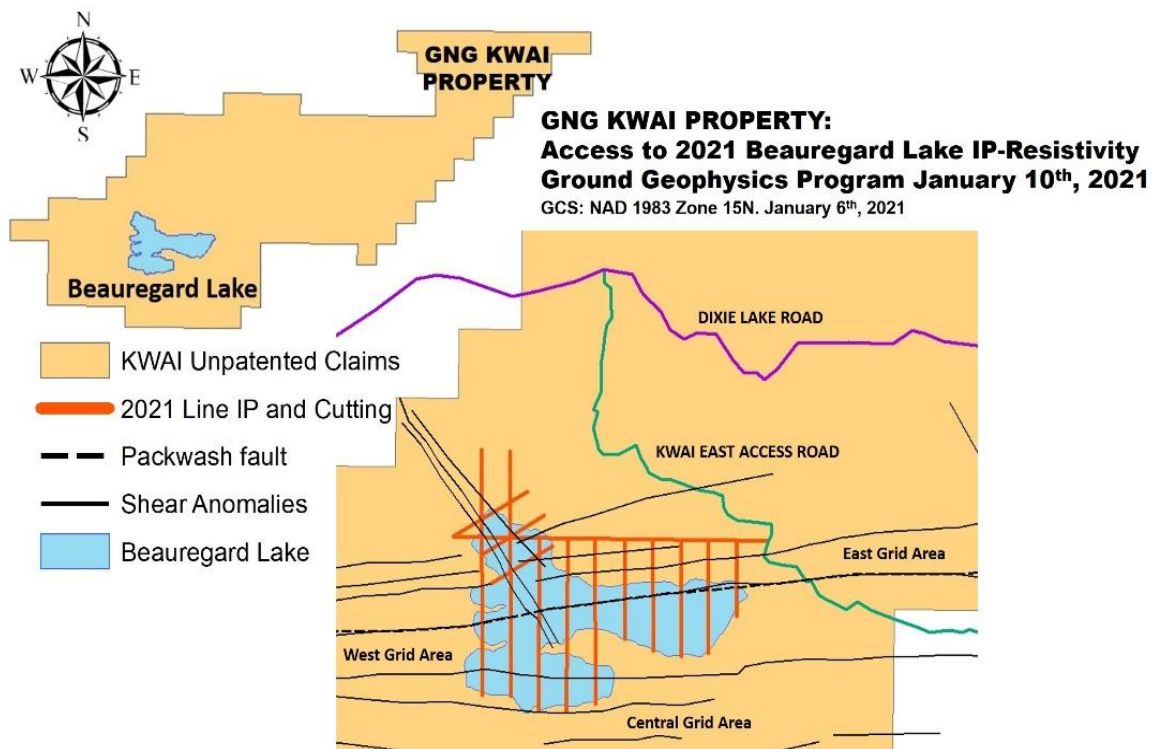 N
W E
S
GNG KWAI
PROPERTY
Beauregard Lake
GNG KWAI PROPERTY:
Access to 2021 Beauregard Lake IP-Resistivity
Ground Geophysics Program January 10th, 2021
GCS: NAD 1983 Zone 15N. January 6th, 2021
KWAI Unpatented Claims
2021 Line IP and Cutting
Packwash fault
Shear Anomalies
Beauregard Lake
DIXIE LAKE ROAD
KWAI EAST ACCESS ROAD
East Grid Area
West Grid Area
Central Grid Area